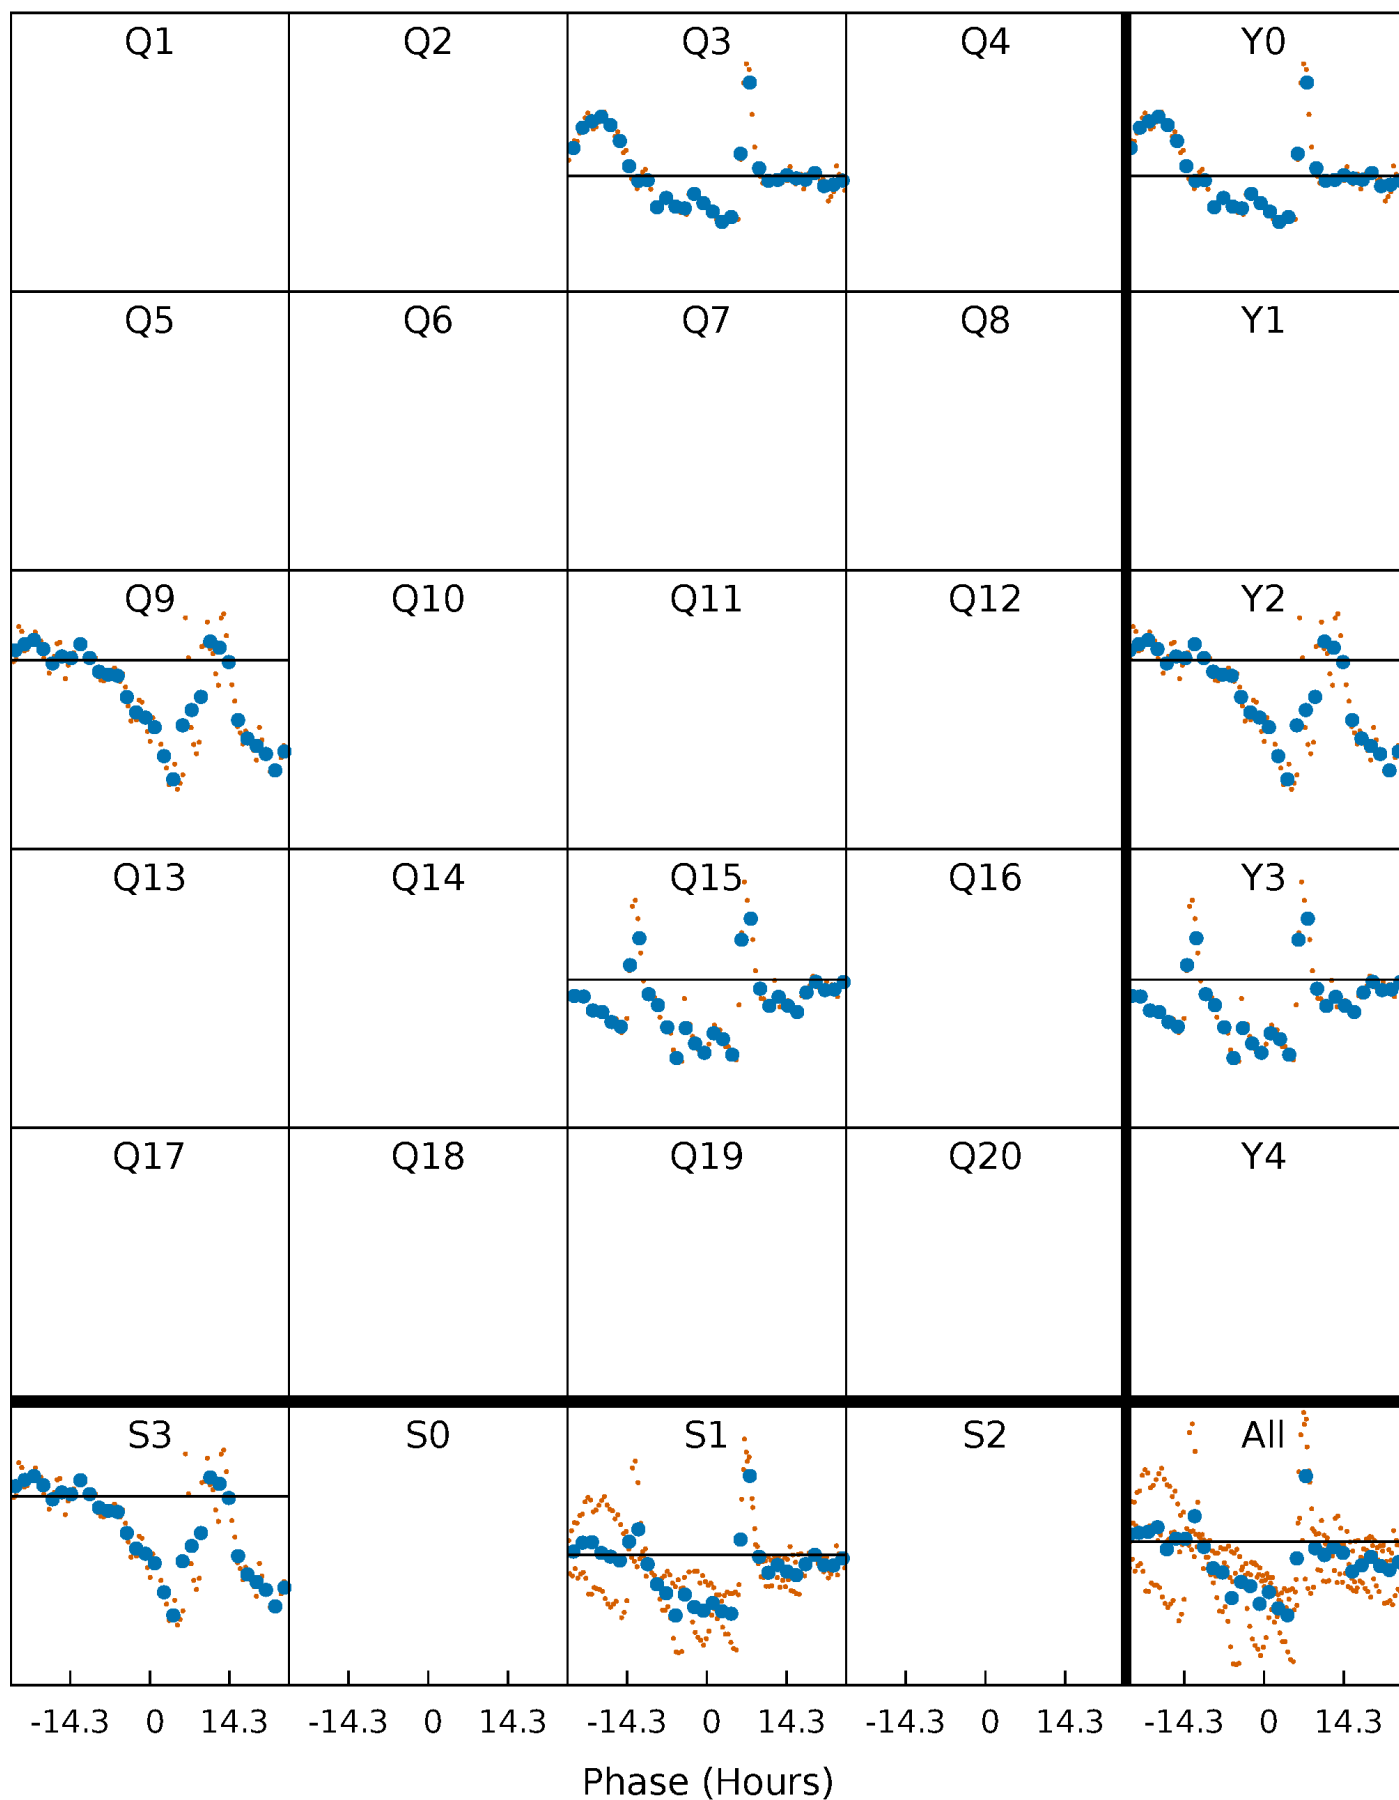 Q1 Q2 Q3 Q4 Y0
Q5 Q6 Q7 Q8 Y1
Q9 Q10 Q11 Q12 Y2
Q13 Q14 Q15 Q16 Y3
Q17 Q18 Q19 Q20 Y4
S3 S0 S1 S2 All
-14.3 0 14.3 -14.3 0 14.3 -14.3 0 14.3 -14.3 0 14.3 -14.3 0 14.3
Phase (Hours)